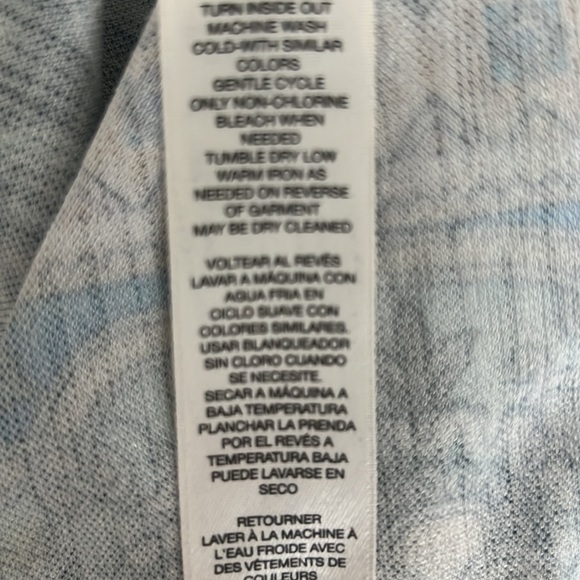 TURN INSIDE OUT
MACHINE WASH
COLD-WITH SIMILAR
COLORS
GENTLE CYCLE
ONLY NON-CHLORINE
BLEACH WHEN
NEEDED
TUMBLE DRY LOW
WARM IRON AS
NEEDED ON REVERSE
OF GARMENT
MAY BE DRY CLEANED
VOLTEAR AL REVÉS
LAVAR A MÁQUINA CON
AGUA FRIA EN
CICLO SUAVE CON
COLORES SIMILARES.
USAR BLANQUEADOR
SIN CLORO CUANDO
SE NECESITE.
SECAR A MÁQUINA A
BAJA TEMPERATURA
PLANCHAR LA PRENDA
POR EL REVÉS A
TEMPERATURA BAJA
PUEDE LAVARSE EN
SECO
RETOURNER
LAVER À LA MACHINE À
L'EAU FROIDE AVEC
DES VÊTEMENTS DE
COULEURS